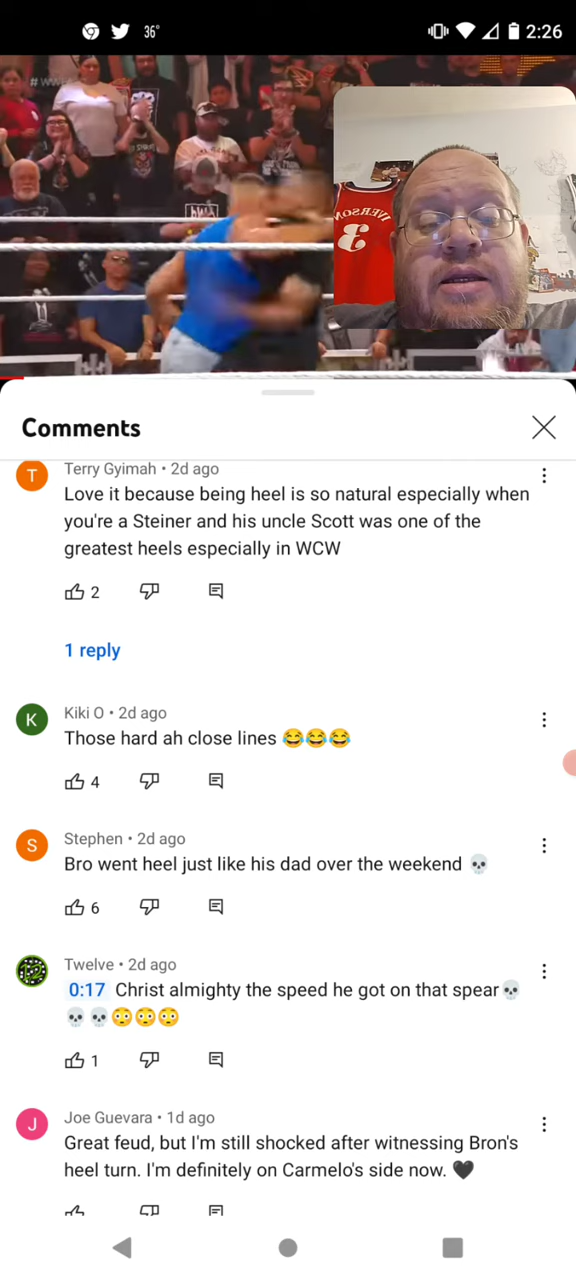 36°
2:26
# WW
IVERSON
3
Comments
T
Terry Gyimah • 2d ago
Love it because being heel is so natural especially when
you're a Steiner and his uncle Scott was one of the
greatest heels especially in WCW
2
1 reply
K
Kiki O • 2d ago
Those hard ah close lines 😂😂😂
4
S
Stephen • 2d ago
Bro went heel just like his dad over the weekend 💀
6
12
Twelve • 2d ago
0:17 Christ almighty the speed he got on that spear💀
💀💀😳😳😳
1
J
Joe Guevara • 1d ago
Great feud, but I'm still shocked after witnessing Bron's
heel turn. I'm definitely on Carmelo's side now. 🖤